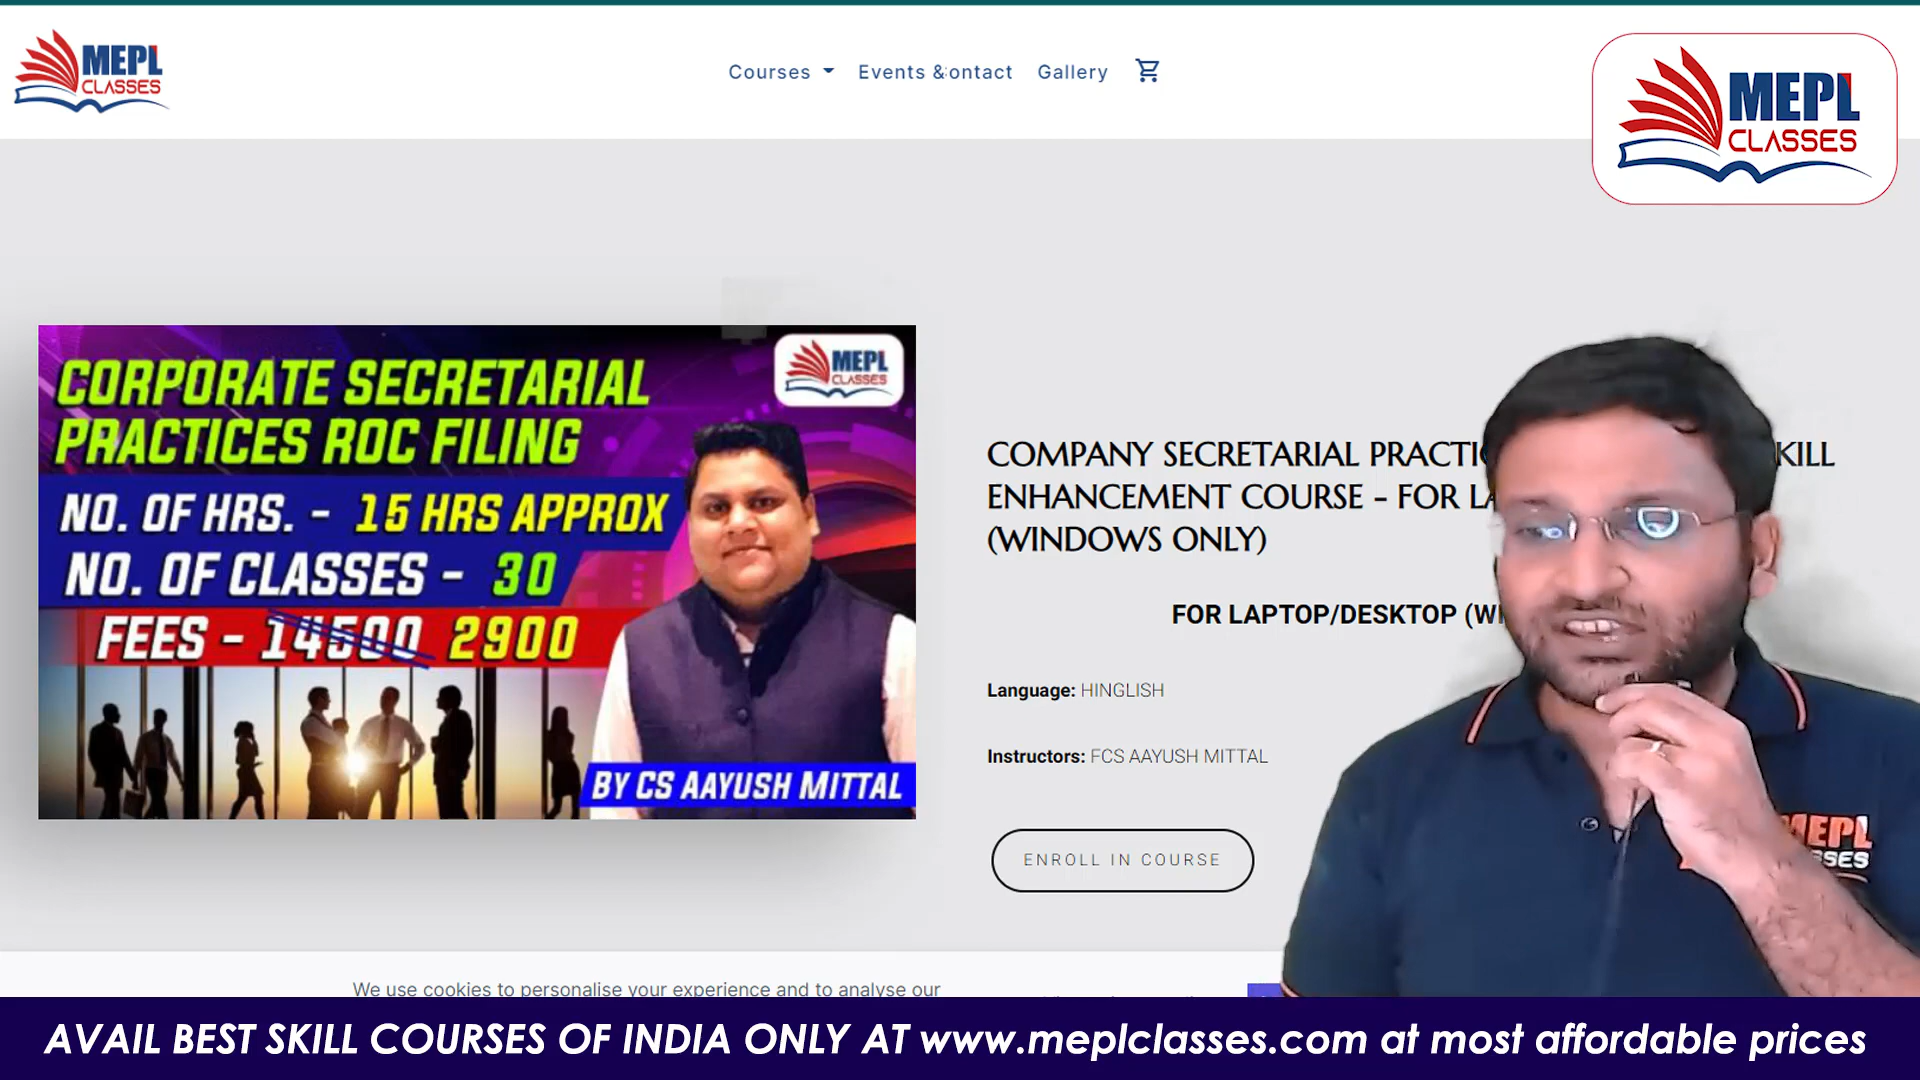 MEPL
CLASSES
Courses
Events &
ontact
Gallery
MEPL
CLASSES
CORPORATE SECRETARIAL
PRACTICES ROC FILING
MEPL
CLASSES
NO. OF HRS. - 15 HRS APPROX
NO. OF CLASSES - 30
FEES - 14500 2900
BY CS AAYUSH MITTAL
COMPANY SECRETARIAL
ENHANCEMENT COURSE - FOR
(WINDOWS ONLY)
FOR LAPTOP/DESKTOP
Language: HINGLISH
Instructors: FCS AAYUSH MITTAL
ENROLL IN COURSE
MEPL
We use cookies to personalise your experience and to analyse our
AVAIL BEST SKILL COURSES OF INDIA ONLY AT www.meplclasses.com at most affordable prices